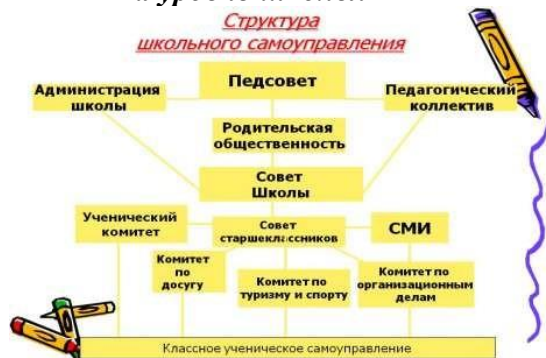 Структура
школьного самоуправления
Педсовет
Администрация
школы
Педагогический
коллектив
Родительская
общественность
Совет
Школы
Ученический
комитет
Совет
старшеклассников
СМИ
Комитет
по
досугу
Комитет по
туризму и спорту
Комитет по
организационным
делам
Классное ученическое самоуправление